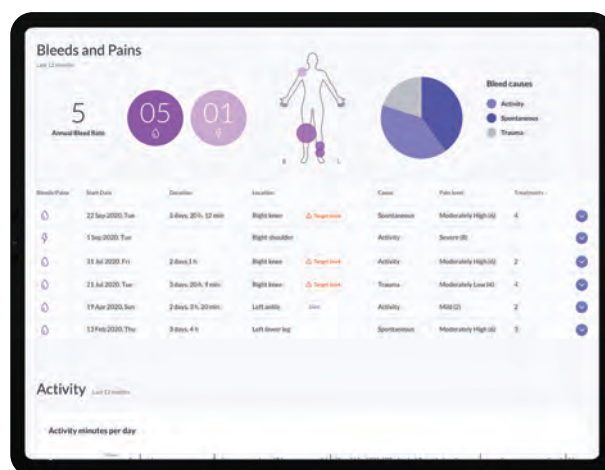 Bleeds and Pains
Last 12 months
5
Annual Bleed Rate
05
01
R
L
Bleed causes
Activity
Spontaneous
Trauma
Bleeds/Pains Start Date Duration Location Cause Pain level Treatments
22 Sep 2020, Tue 3 days, 20 h, 12 min Right knee Target joint Spontaneous Moderately High (6) 4
1 Sep 2020, Tue Right shoulder Activity Severe (8)
31 Jul 2020, Fri 2 days, 1 h Right knee Target joint Activity Moderately High (6) 2
21 Jul 2020, Tue 3 days, 20 h, 9 min Right knee Target joint Trauma Moderately Low (4) 4
19 Apr 2020, Sun 2 days, 3 h, 20 min Left ankle Joint Activity Mild (2) 2
13 Feb 2020, Thu 3 days, 4 h Left lower leg Spontaneous Moderately High (6)
Activity Last 12 months
Activity minutes per day